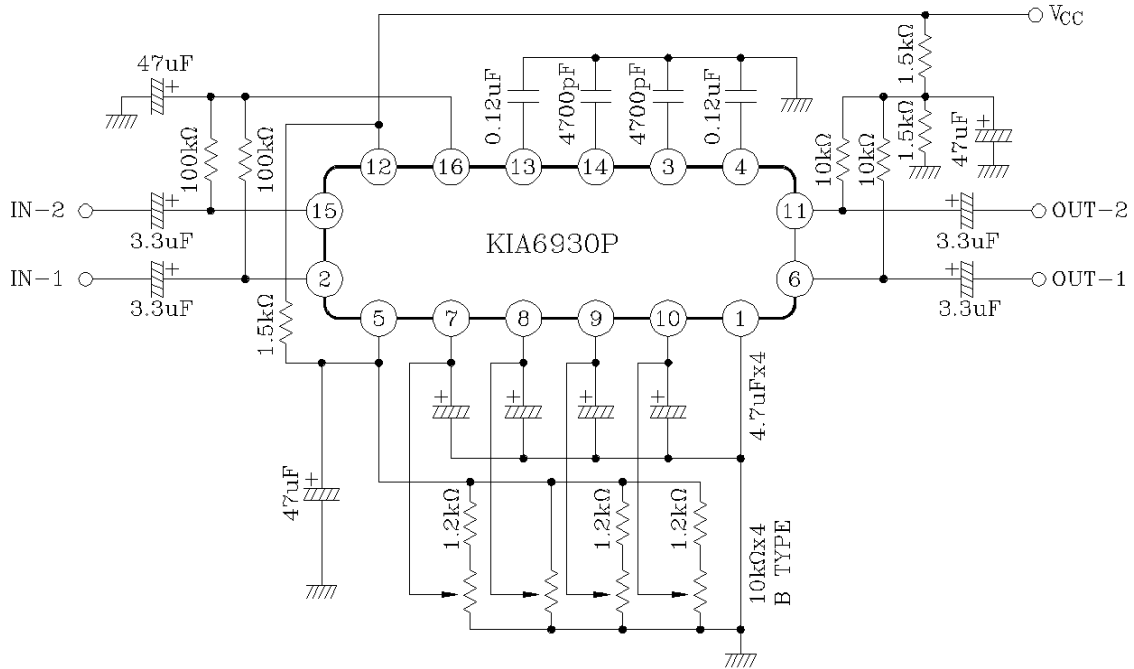 VCC
47uF
1.5kΩ
0.12uF
4700pF
4700pF
0.12uF
100kΩ
100kΩ
10kΩ
10kΩ
1.5kΩ
47uF
12
16
13
14
3
4
IN-2
15
11
OUT-2
3.3uF
3.3uF
KIA6930P
IN-1
2
6
OUT-1
3.3uF
3.3uF
1.5kΩ
5
7
8
9
10
1
4.7uFx4
47uF
1.2kΩ
1.2kΩ
1.2kΩ
10kΩx4
B TYPE